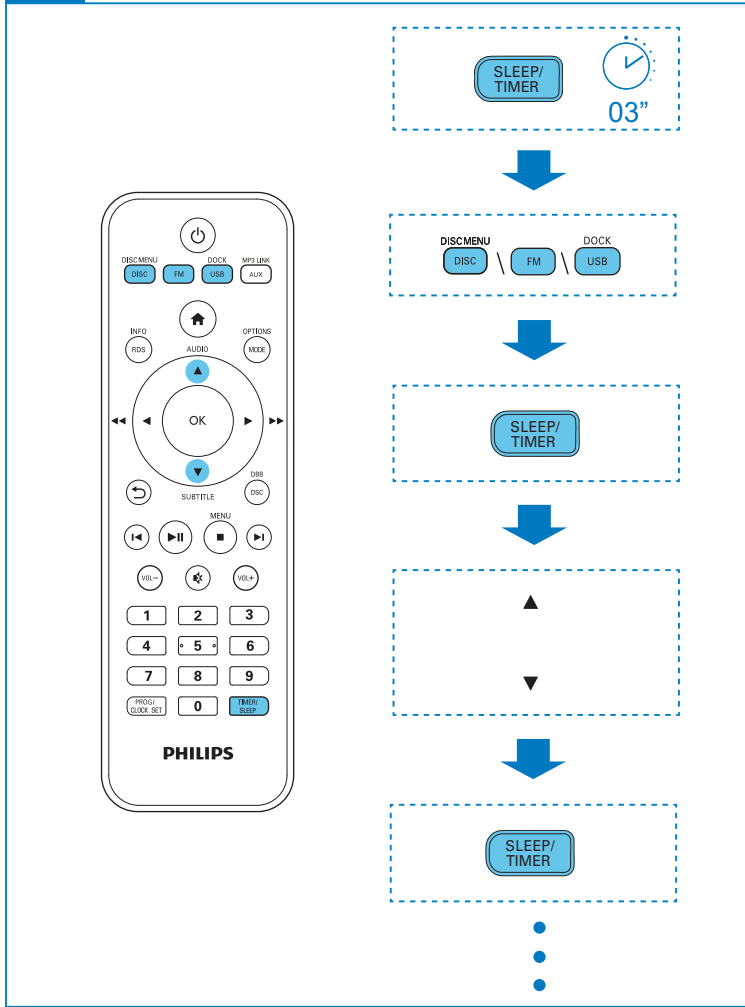 SLEEP/
TIMER
03”
DISC MENU DOCK
DISC \ FM \ USB
SLEEP/
TIMER
▲
▼
SLEEP/
TIMER
DISC MENU DOCK MP3 LINK
DISC FM USB AUX
INFO OPTIONS
RDS AUDIO MODE
OK
DBB
SUBTITLE DSC
MENU
VOL− VOL+
1 2 3
4 5 6
7 8 9
PROG/ TIMER/
CLOCK SET 0 SLEEP
PHILIPS